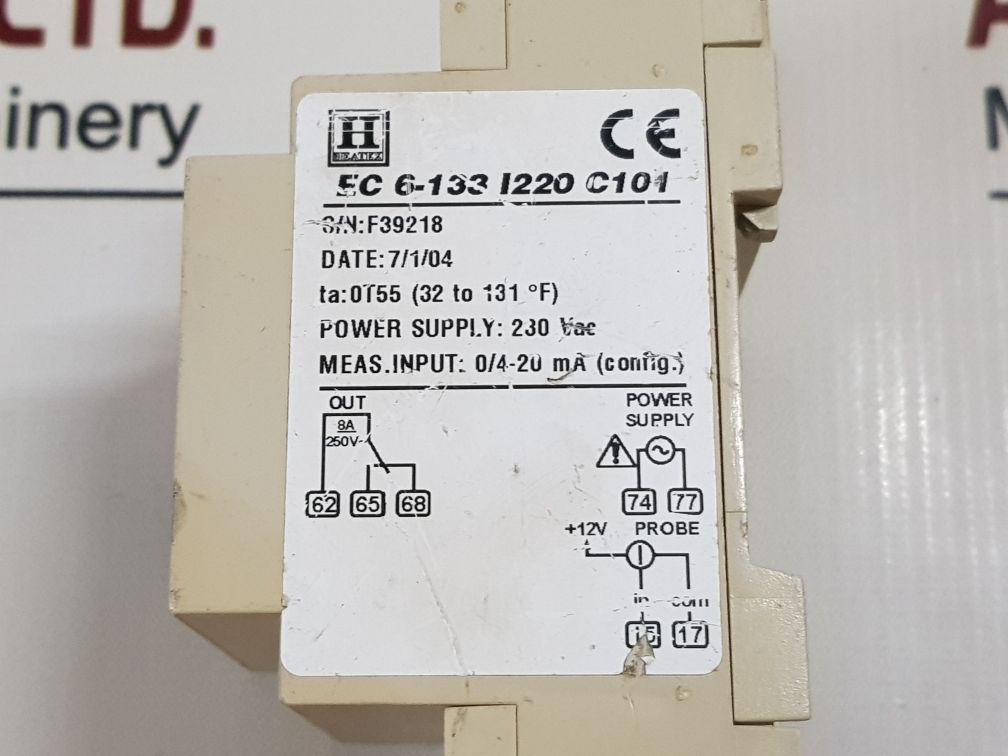 CTD.
inery
H
CE
EC 6-133 I220 C101
S/N:F39218
DATE:7/1/04
ta:0T55 (32 to 131 °F)
POWER SUPPLY: 230 Vac
MEAS.INPUT: 0/4-20 mA (config.)
OUT
8A
250V~
POWER
SUPPLY
62 65 68
74 77
+12V PROBE
in com
15 17